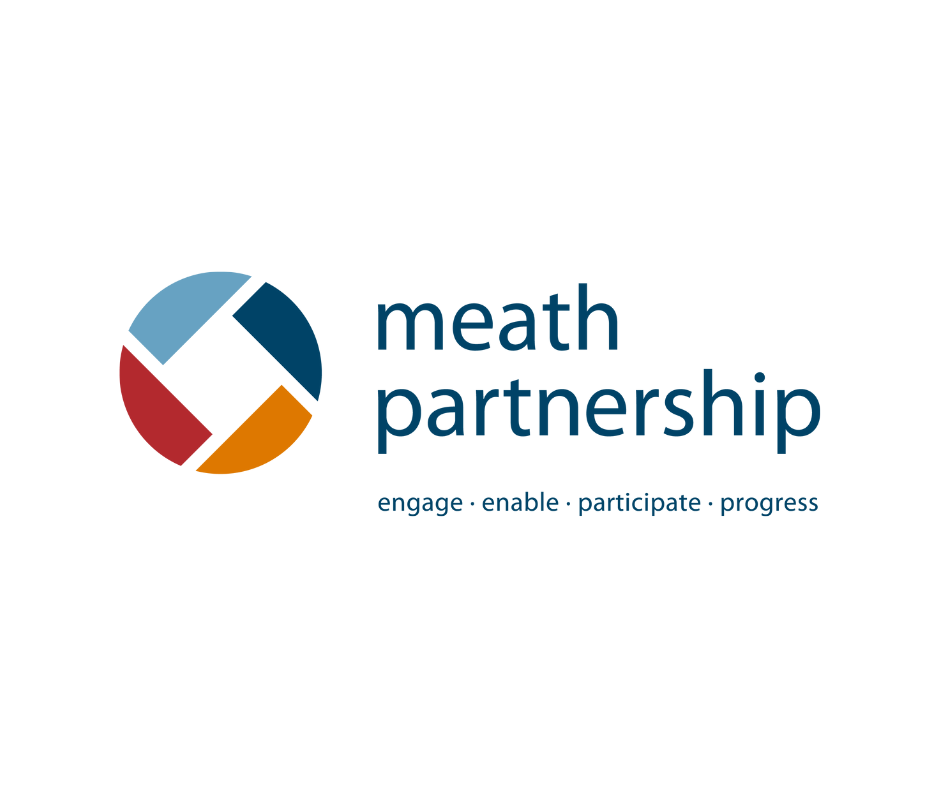 meath
partnership
engage · enable · participate · progress